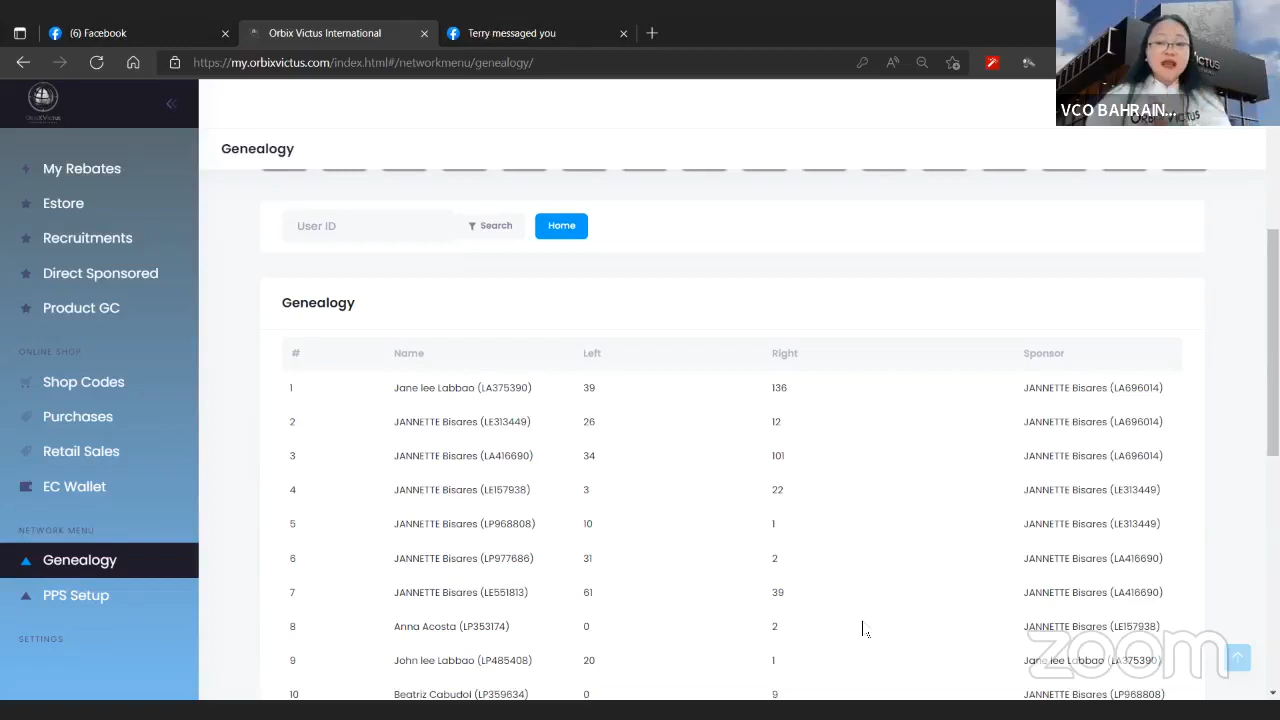 (6) Facebook
Orbix Victus International
Terry messaged you
https://my.orbixvictus.com/index.html#/networkmenu/genealogy/
VCO BAHRAIN...
Genealogy
My Rebates
Estore
Recruitments
Direct Sponsored
Product GC
ONLINE SHOP
Shop Codes
Purchases
Retail Sales
EC Wallet
NETWORK MENU
Genealogy
PPS Setup
SETTINGS
User ID
Search
Home
Genealogy
# Name Left Right Sponsor
1 Jane lee Labbao (LA375390) 39 136 JANNETTE Bisares (LA696014)
2 JANNETTE Bisares (LE313449) 26 12 JANNETTE Bisares (LA696014)
3 JANNETTE Bisares (LA416690) 34 101 JANNETTE Bisares (LA696014)
4 JANNETTE Bisares (LE157938) 3 22 JANNETTE Bisares (LE313449)
5 JANNETTE Bisares (LP968808) 10 1 JANNETTE Bisares (LE313449)
6 JANNETTE Bisares (LP977686) 31 2 JANNETTE Bisares (LA416690)
7 JANNETTE Bisares (LE551813) 61 39 JANNETTE Bisares (LA416690)
8 Anna Acosta (LP353174) 0 2 JANNETTE Bisares (LE157938)
9 John lee Labbao (LP485408) 20 1 Jane lee Labbao (LA375390)
10 Beatriz Cabudol (LP359634) 0 9 JANNETTE Bisares (LP968808)
zoom